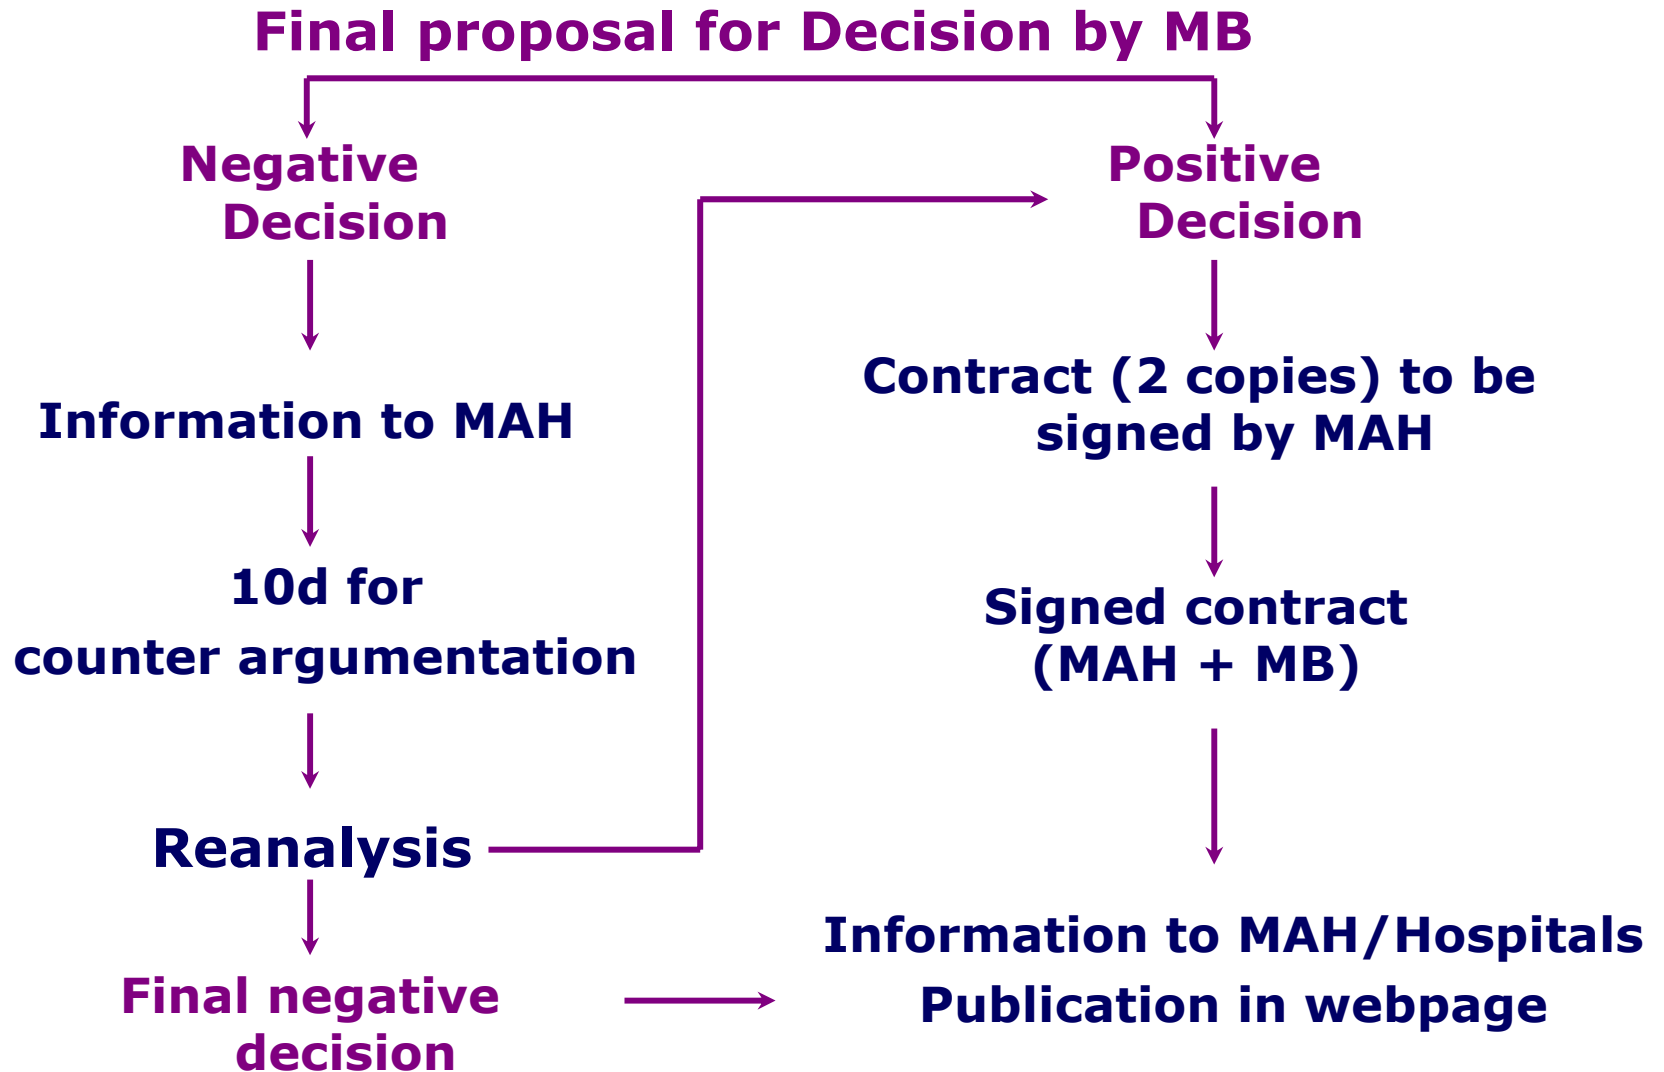 Final proposal for Decision by MB
Negative
Decision
Positive
Decision
Information to MAH
Contract (2 copies) to be
signed by MAH
10d for
counter argumentation
Signed contract
(MAH + MB)
Reanalysis
Final negative
decision
Information to MAH/Hospitals
Publication in webpage